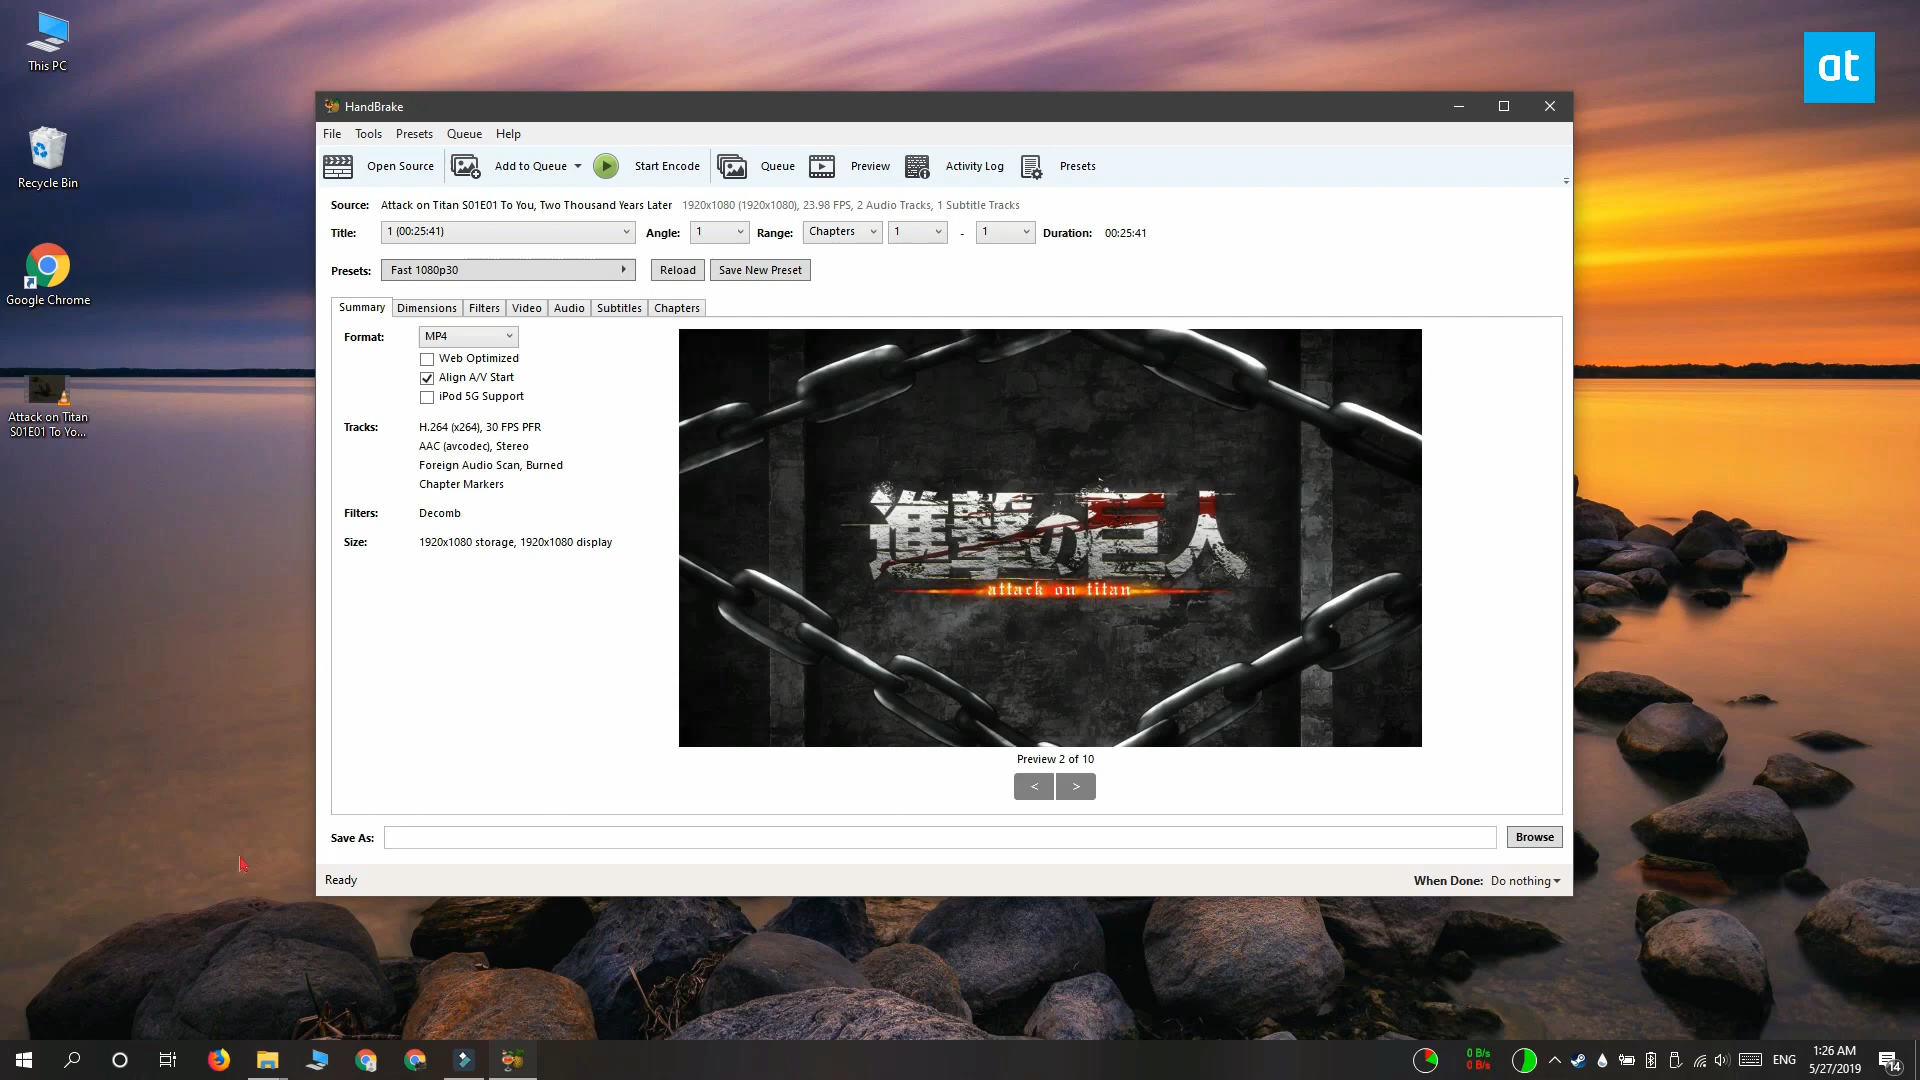 This PC
at
HandBrake
File Tools Presets Queue Help
Open Source Add to Queue Start Encode Queue Preview Activity Log Presets
Recycle Bin
Source: Attack on Titan S01E01 To You, Two Thousand Years Later 1920x1080 (1920x1080), 23.98 FPS, 2 Audio Tracks, 1 Subtitle Tracks
Title: 1 (00:25:41) Angle: 1 Range: Chapters 1 - 1 Duration: 00:25:41
Presets: Fast 1080p30 Reload Save New Preset
Google Chrome
Summary Dimensions Filters Video Audio Subtitles Chapters
Format: MP4
Web Optimized
Align A/V Start
iPod 5G Support
Attack on Titan
S01E01 To Yo...
Tracks: H.264 (x264), 30 FPS PFR
AAC (avcodec), Stereo
Foreign Audio Scan, Burned
Chapter Markers
Filters: Decomb
Size: 1920x1080 storage, 1920x1080 display
進撃の巨人
attack on titan
Preview 2 of 10
< >
Save As: Browse
Ready When Done: Do nothing
0 B/s
0 B/s
ENG
1:26 AM
5/27/2019
14